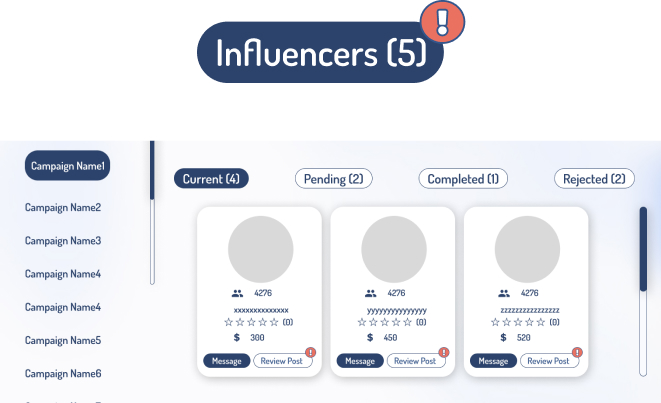 Influencers (5)
!
Campaign Name1
Current (4)
Pending (2)
Completed (1)
Rejected (2)
Campaign Name2
Campaign Name3
Campaign Name4
Campaign Name4
Campaign Name5
Campaign Name6
4276
xxxxxxxxxxxxxx
(0)
$ 300
Message
Review Post
!
4276
yyyyyyyyyyyyyyy
(0)
$ 450
Message
Review Post
!
4276
zzzzzzzzzzzzzzzz
(0)
$ 520
Message
Review Post
!